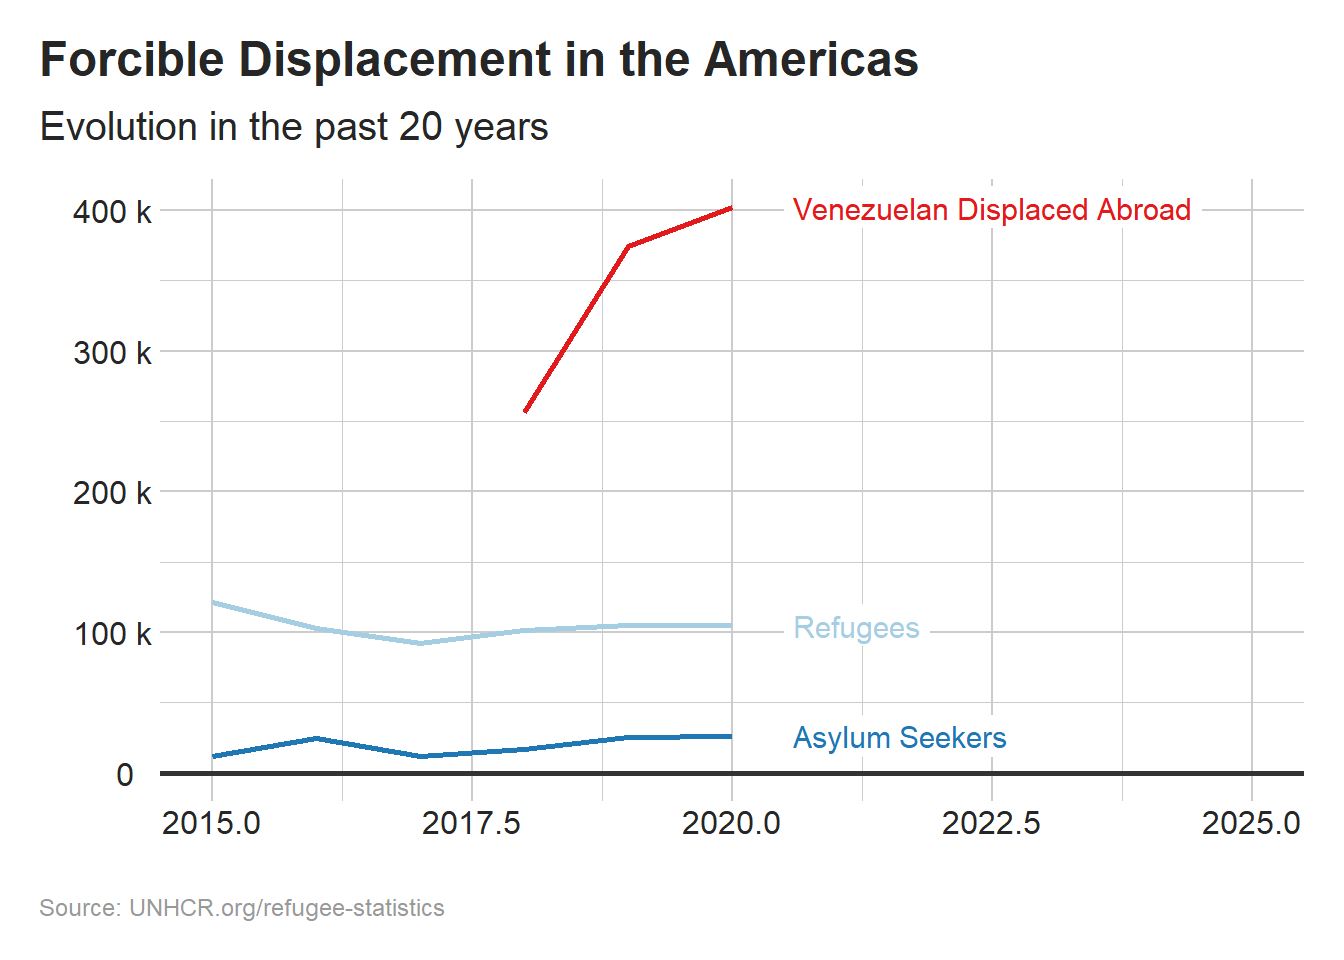 Forcible Displacement in the Americas
Evolution in the past 20 years
400 k
Venezuelan Displaced Abroad
300 k
200 k
100 k
Refugees
Asylum Seekers
0
2015.0 2017.5 2020.0 2022.5 2025.0
Source: UNHCR.org/refugee-statistics